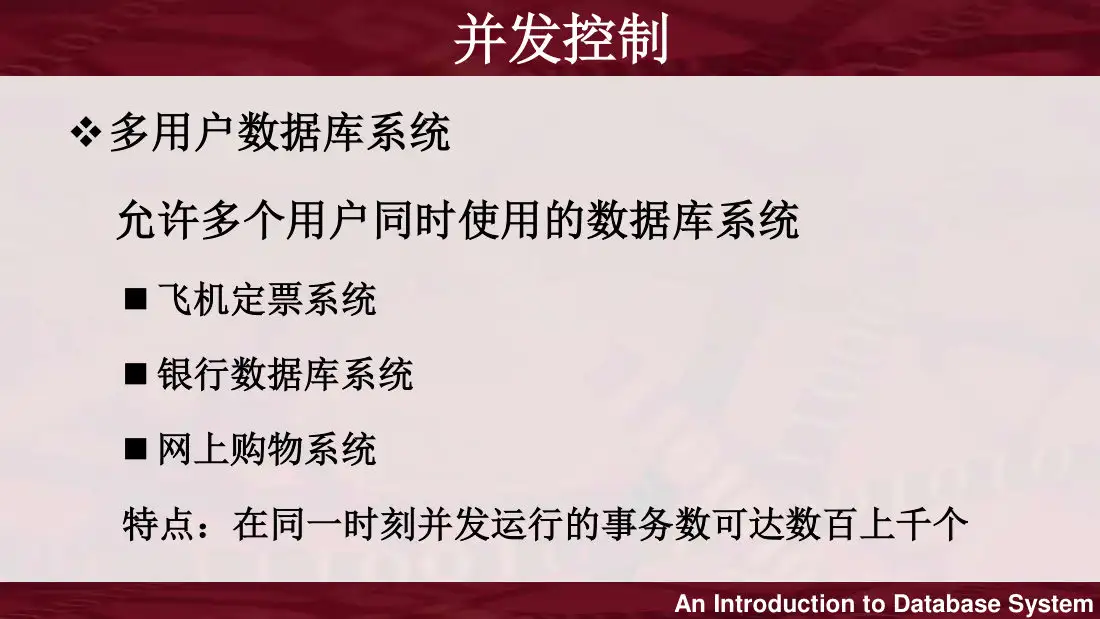 并发控制
❖多用户数据库系统
允许多个用户同时使用的数据库系统
■ 飞机定票系统
■ 银行数据库系统
■ 网上购物系统
特点：在同一时刻并发运行的事务数可达数百上千个
An Introduction to Database System